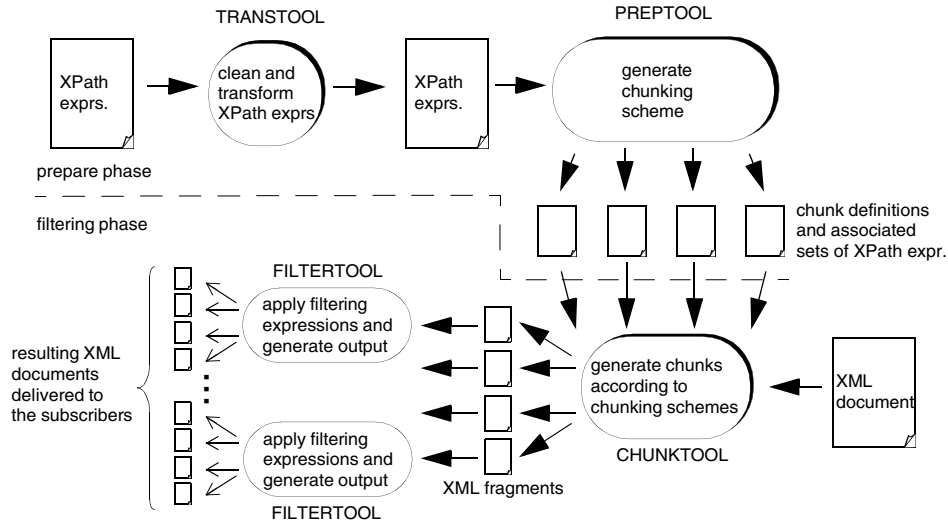 TRANSTOOL
PREPTOOL
XPath
exprs.
clean and
transform
XPath exprs
XPath
exprs.
generate
chunking
scheme
prepare phase
filtering phase
chunk definitions
and associated
sets of XPath expr.
FILTERTOOL
apply filtering
expressions and
generate output
resulting XML
documents
delivered to
the subscribers
generate chunks
according to
chunking schemes
XML
document
apply filtering
expressions and
generate output
XML fragments
CHUNKTOOL
FILTERTOOL